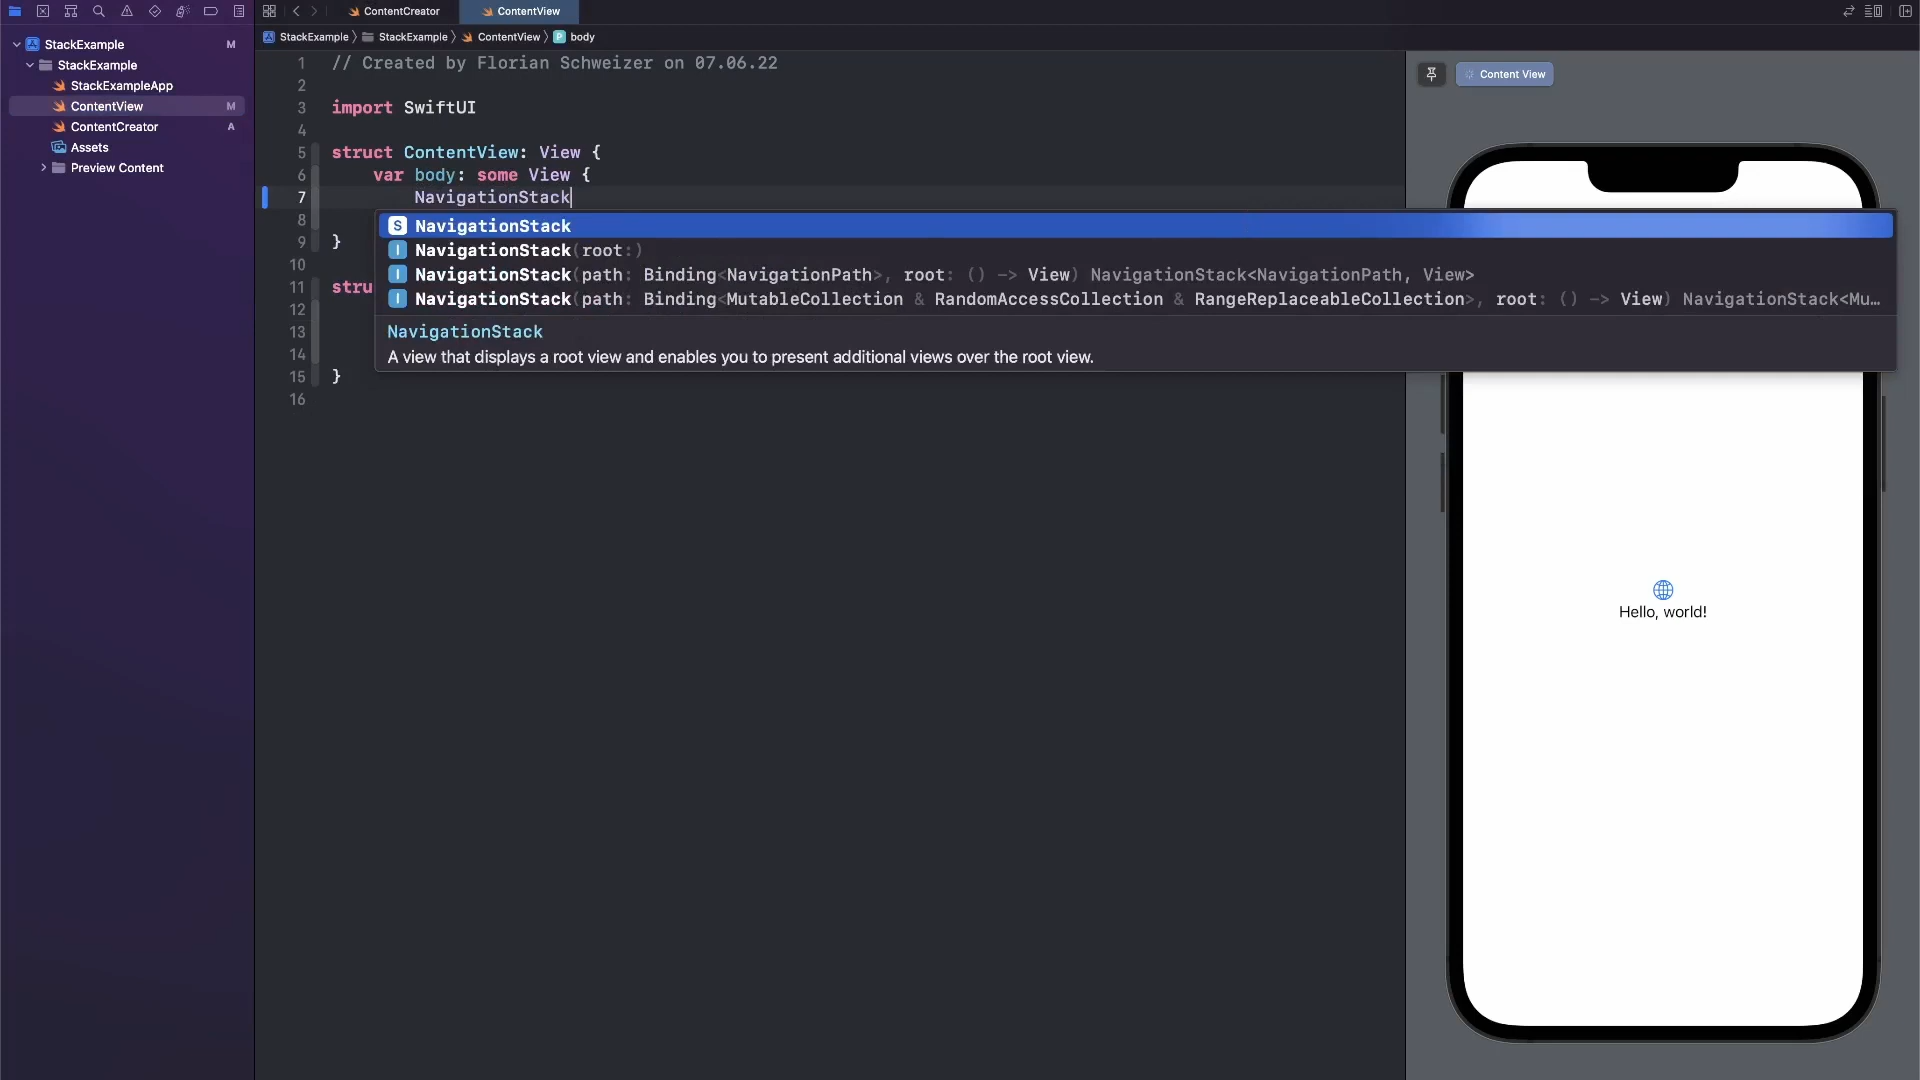 ContentCreator
ContentView
StackExample
M
StackExample
StackExampleApp
ContentView
M
ContentCreator
A
Assets
Preview Content
StackExample
StackExample
ContentView
P
body
1
// Created by Florian Schweizer on 07.06.22
2
3
import SwiftUI
4
5
struct ContentView: View {
6
var body: some View {
7
NavigationStack
8
9
}
10
11
stru
12
13
14
15
}
16
S NavigationStack
I NavigationStack(root:)
I NavigationStack(path: Binding<NavigationPath>, root: () -> View) NavigationStack<NavigationPath, View>
I NavigationStack(path: Binding<MutableCollection & RandomAccessCollection & RangeReplaceableCollection>, root: () -> View) NavigationStack<Mu…
NavigationStack
A view that displays a root view and enables you to present additional views over the root view.
Content View
Hello, world!